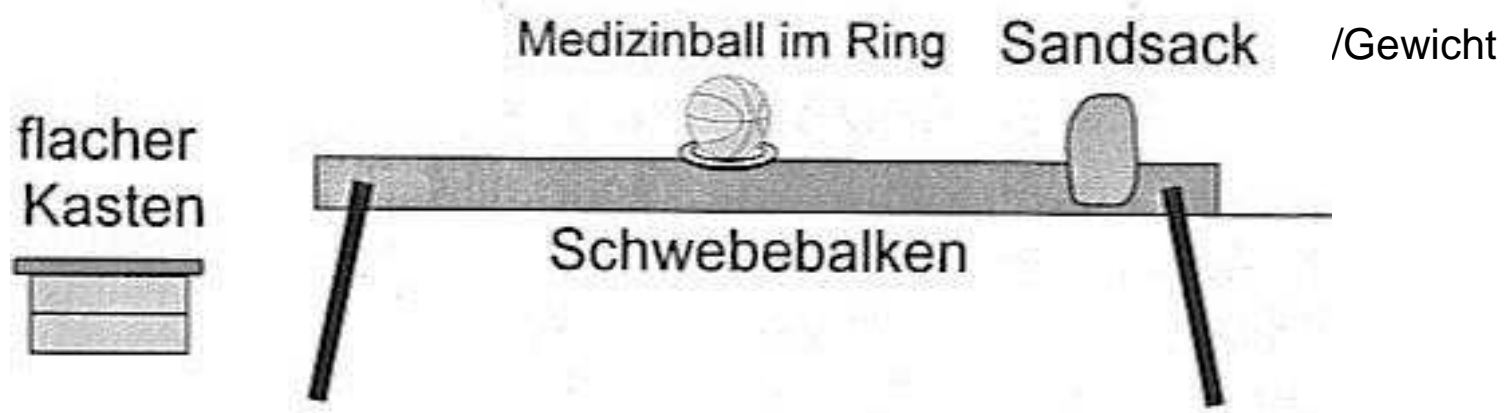 Medizinball im Ring
Sandsack /Gewicht
flacher
Kasten
Schwebebalken